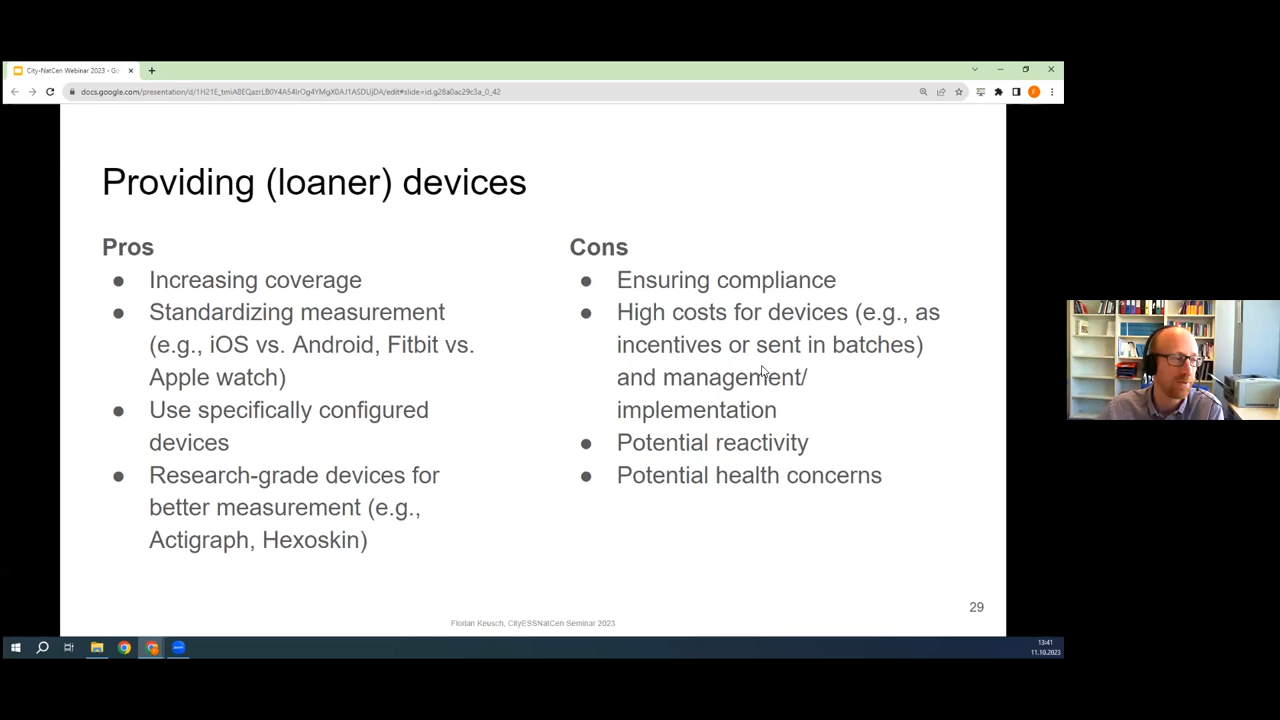 City-NatCen Webinar 2023 - Go
docs.google.com/presentation/d/1H21E_tmiA8EQazrLB0Y4A54IrOg4YMgX0AJ1ASDUjDA/edit#slide=id.g28a0ac29c3a_0_42
Providing (loaner) devices
Pros
● Increasing coverage
● Standardizing measurement
(e.g., iOS vs. Android, Fitbit vs.
Apple watch)
● Use specifically configured
devices
● Research-grade devices for
better measurement (e.g.,
Actigraph, Hexoskin)
Cons
● Ensuring compliance
● High costs for devices (e.g., as
incentives or sent in batches)
and management/
implementation
● Potential reactivity
● Potential health concerns
29
Florian Keusch, CityESSNatCen Seminar 2023
13:41
11.10.2023